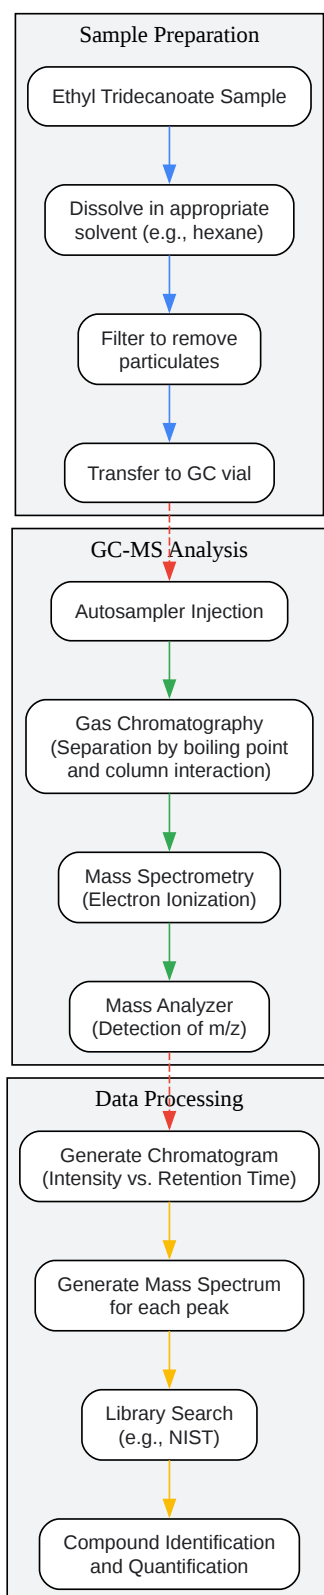 Sample Preparation
Ethyl Tridecanoate Sample
Dissolve in appropriate
solvent (e.g., hexane)
Filter to remove
particulates
Transfer to GC vial
GC-MS Analysis
Autosampler Injection
Gas Chromatography
(Separation by boiling point
and column interaction)
Mass Spectrometry
(Electron Ionization)
Mass Analyzer
(Detection of m/z)
Data Processing
Generate Chromatogram
(Intensity vs. Retention Time)
Generate Mass Spectrum
for each peak
Library Search
(e.g., NIST)
Compound Identification
and Quantification